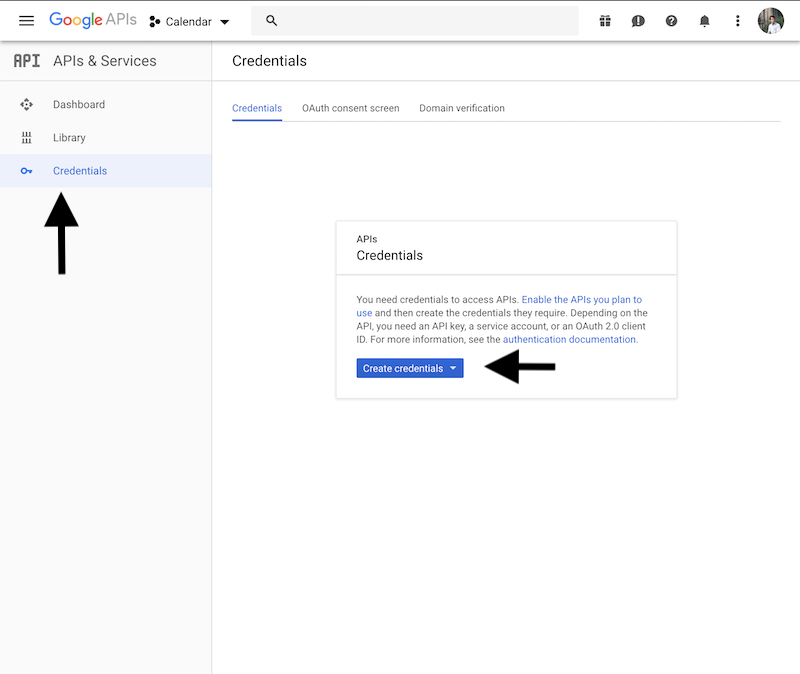 Google APIs
Calendar
API APIs & Services
Credentials
Dashboard
Library
Credentials
Credentials OAuth consent screen Domain verification
APIs
Credentials
You need credentials to access APIs. Enable the APIs you plan to
use and then create the credentials they require. Depending on the
API, you need an API key, a service account, or an OAuth 2.0 client
ID. For more information, see the authentication documentation.
Create credentials